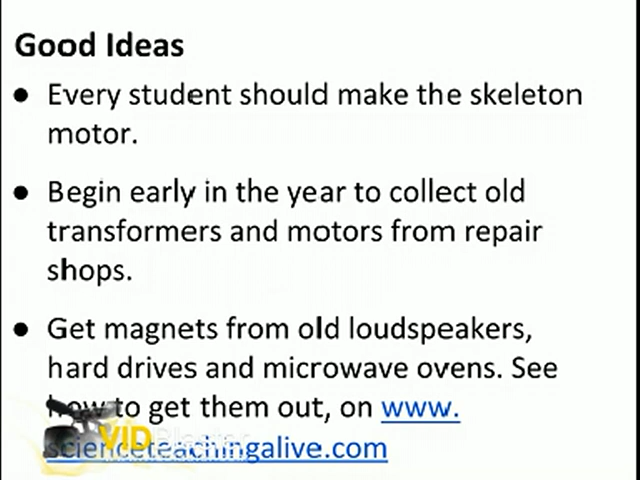 Good Ideas
● Every student should make the skeleton
motor.
● Begin early in the year to collect old
transformers and motors from repair
shops.
● Get magnets from old loudspeakers,
hard drives and microwave ovens. See
how to get them out, on www.
scienceteachingalive.com
VIDBlaster